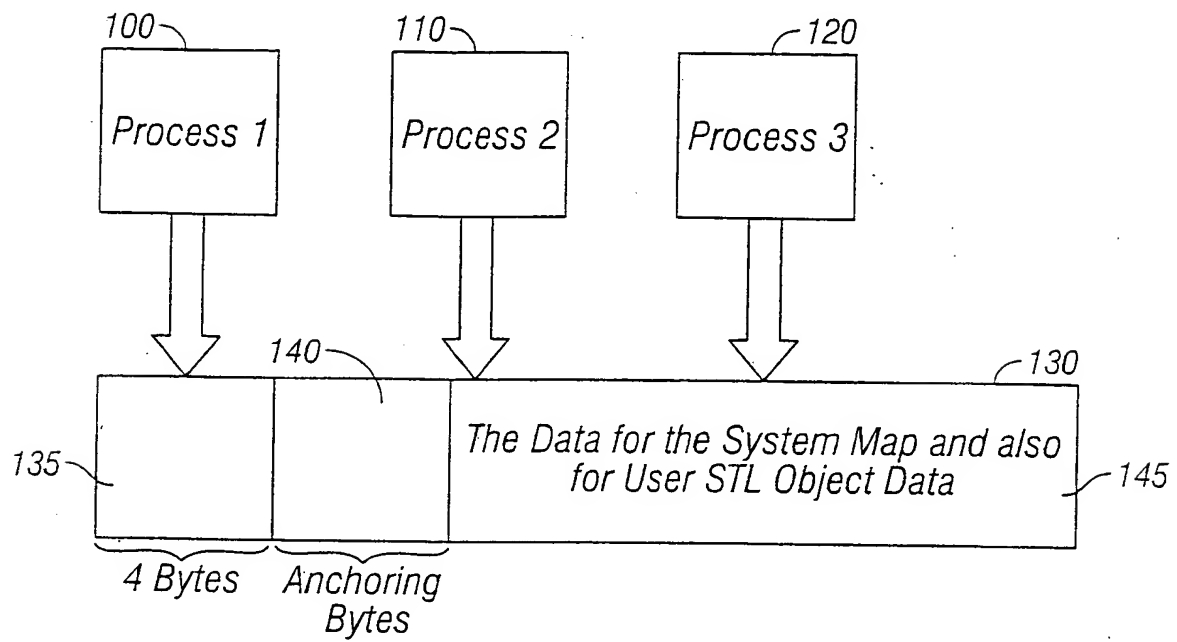 100
110
120
Process 1
Process 2
Process 3
140
130
135
The Data for the System Map and also
for User STL Object Data
145
4 Bytes
Anchoring
Bytes